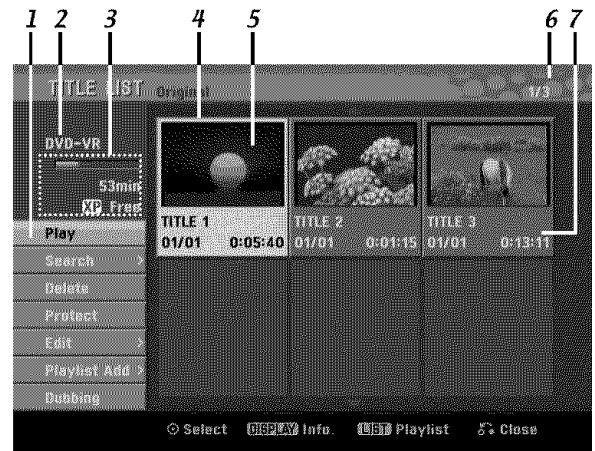 1 2 3 4 5 6 7
TITLE LIST Original 1/3
DVD-VR
53min
XP Free
Play
Search >
Delete
Protect
Edit >
Playlist Add >
Dubbing
TITLE 1
01/01 0:05:40
TITLE 2
01/01 0:01:15
TITLE 3
01/01 0:13:11
Select DISPLAY Info. LIST Playlist Close